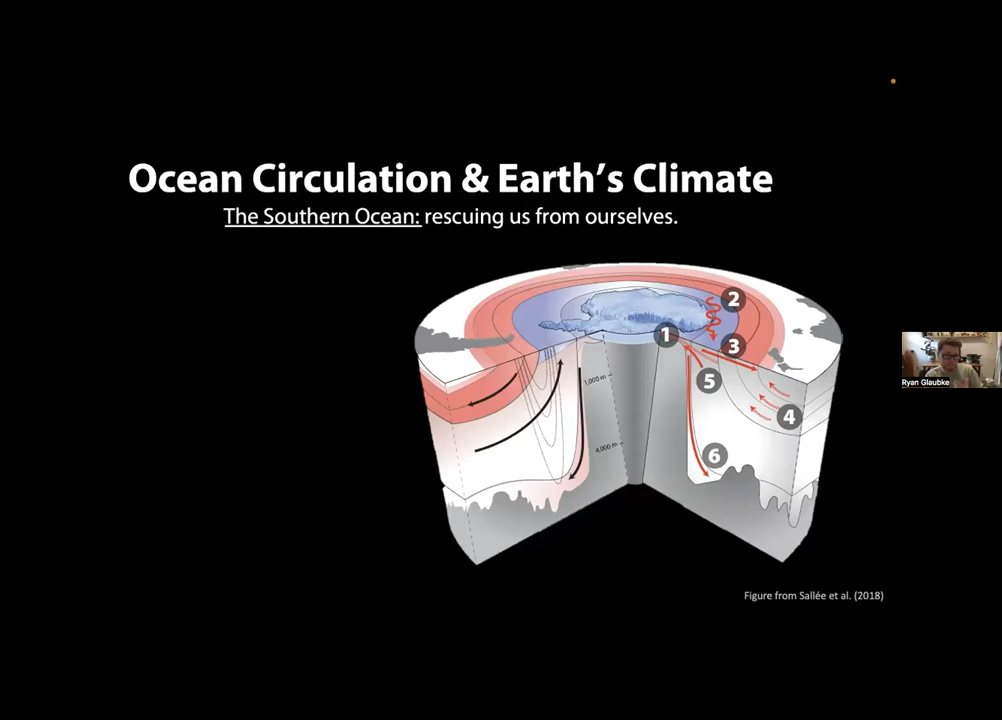 Ocean Circulation & Earth's Climate
The Southern Ocean: rescuing us from ourselves.
2
1
3
1,000 m
5
4
4,000 m
6
Ryan Glaubke
Figure from Sallée et al. (2018)